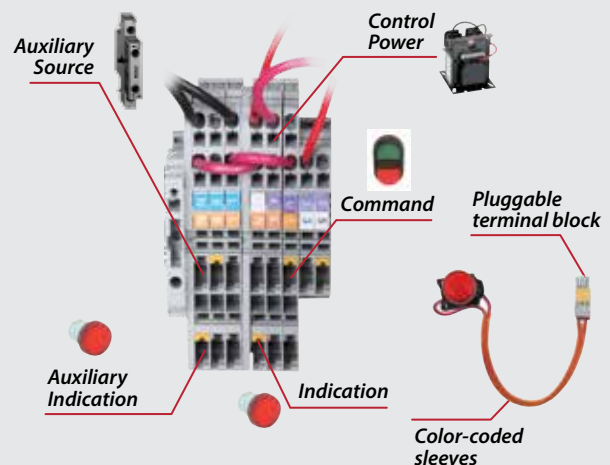 Auxiliary
Source
Control
Power
Command
Pluggable
terminal block
Auxiliary
Indication
Indication
Color-coded
sleeves